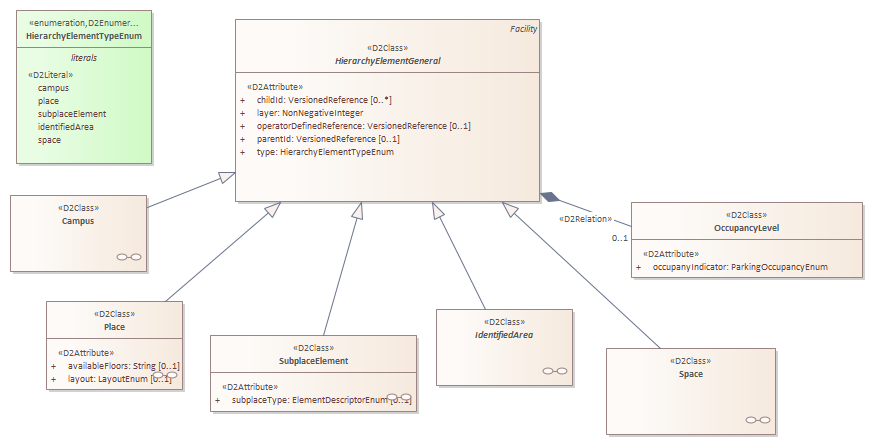 «enumeration,D2Enumer...
HierarchyElementTypeEnum
literals
«D2Literal»
campus
place
subplaceElement
identifiedArea
space
Facility
«D2Class»
HierarchyElementGeneral
«D2Attribute»
+ childId: VersionedReference [0..*]
+ layer: NonNegativeInteger
+ operatorDefinedReference: VersionedReference [0..1]
+ parentId: VersionedReference [0..1]
+ type: HierarchyElementTypeEnum
«D2Class»
Campus
«D2Relation»
0..1
«D2Class»
OccupancyLevel
«D2Attribute»
+ occupanyIndicator: ParkingOccupancyEnum
«D2Class»
Place
«D2Attribute»
+ availableFloors: String [0..1]
+ layout: LayoutEnum [0..1]
«D2Class»
SubplaceElement
«D2Attribute»
+ subplaceType: ElementDescriptorEnum [0..1]
«D2Class»
IdentifiedArea
«D2Class»
Space